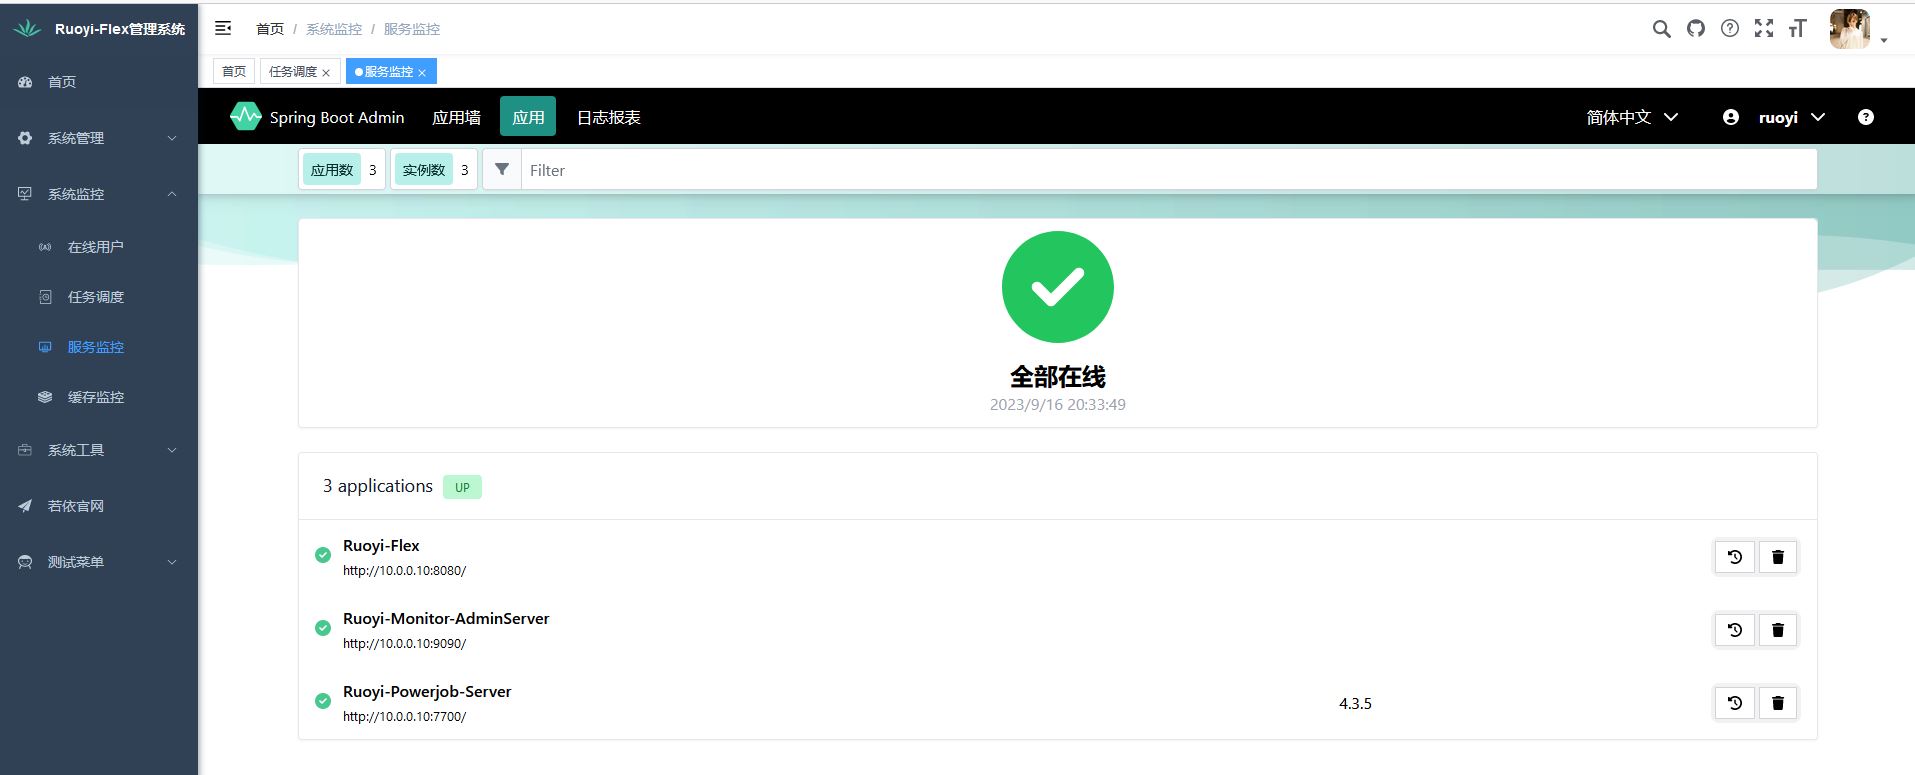 Ruoyi-Flex管理系统
首页 / 系统监控 / 服务监控
首页
任务调度 ×
服务监控 ×
首页
系统管理
系统监控
在线用户
任务调度
服务监控
缓存监控
系统工具
若依官网
测试菜单
Spring Boot Admin 应用墙 应用 日志报表 简体中文 ruoyi
应用数 3 实例数 3 Filter
全部在线
2023/9/16 20:33:49
3 applications UP
Ruoyi-Flex
http://10.0.0.10:8080/
Ruoyi-Monitor-AdminServer
http://10.0.0.10:9090/
Ruoyi-Powerjob-Server
http://10.0.0.10:7700/
4.3.5